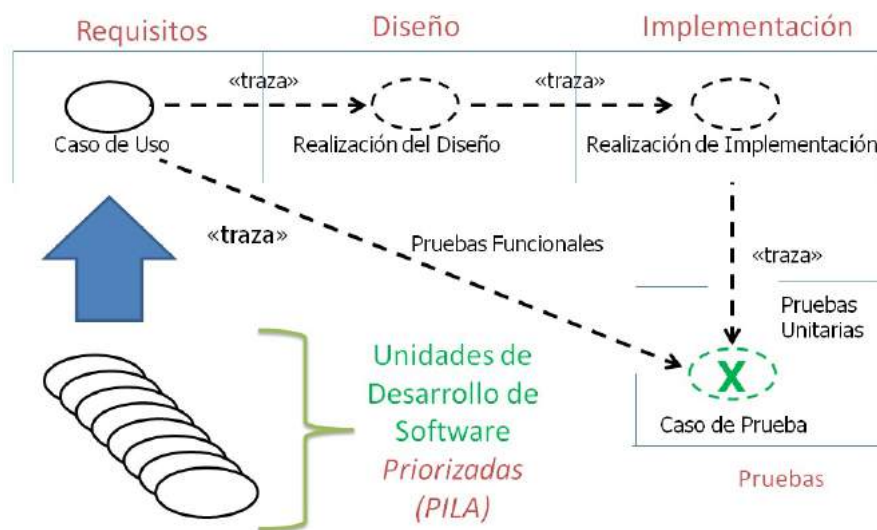 Requisitos
Diseño
Implementación
«traza»
«traza»
Caso de Uso
Realización del Diseño
Realización de Implementación
«traza»
Pruebas Funcionales
«traza»
Pruebas
Unitarias
Unidades de
Desarrollo de
Software
Priorizadas
(PILA)
X
Caso de Prueba
Pruebas